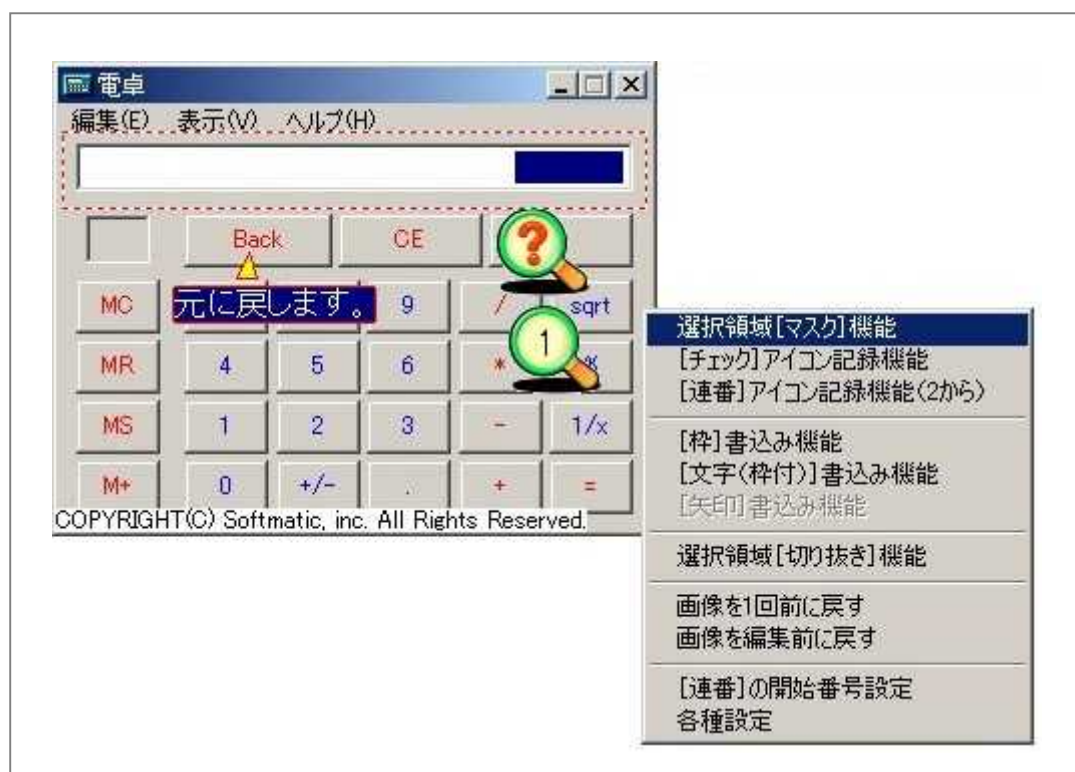 電卓
編集(E) 表示(V) ヘルプ(H)
Back CE
?
元に戻します。
MC 9 / sqrt
1
MR 4 5 6 * %
MS 1 2 3 - 1/x
M+ 0 +/- . + =
COPYRIGHT(C) Softmatic, inc. All Rights Reserved.
選択領域[マスク]機能
[チェック]アイコン記録機能
[連番]アイコン記録機能(2から)
[枠]書込み機能
[文字(枠付)]書込み機能
[矢印]書込み機能
選択領域[切り抜き]機能
画像を1回前に戻す
画像を編集前に戻す
[連番]の開始番号設定
各種設定